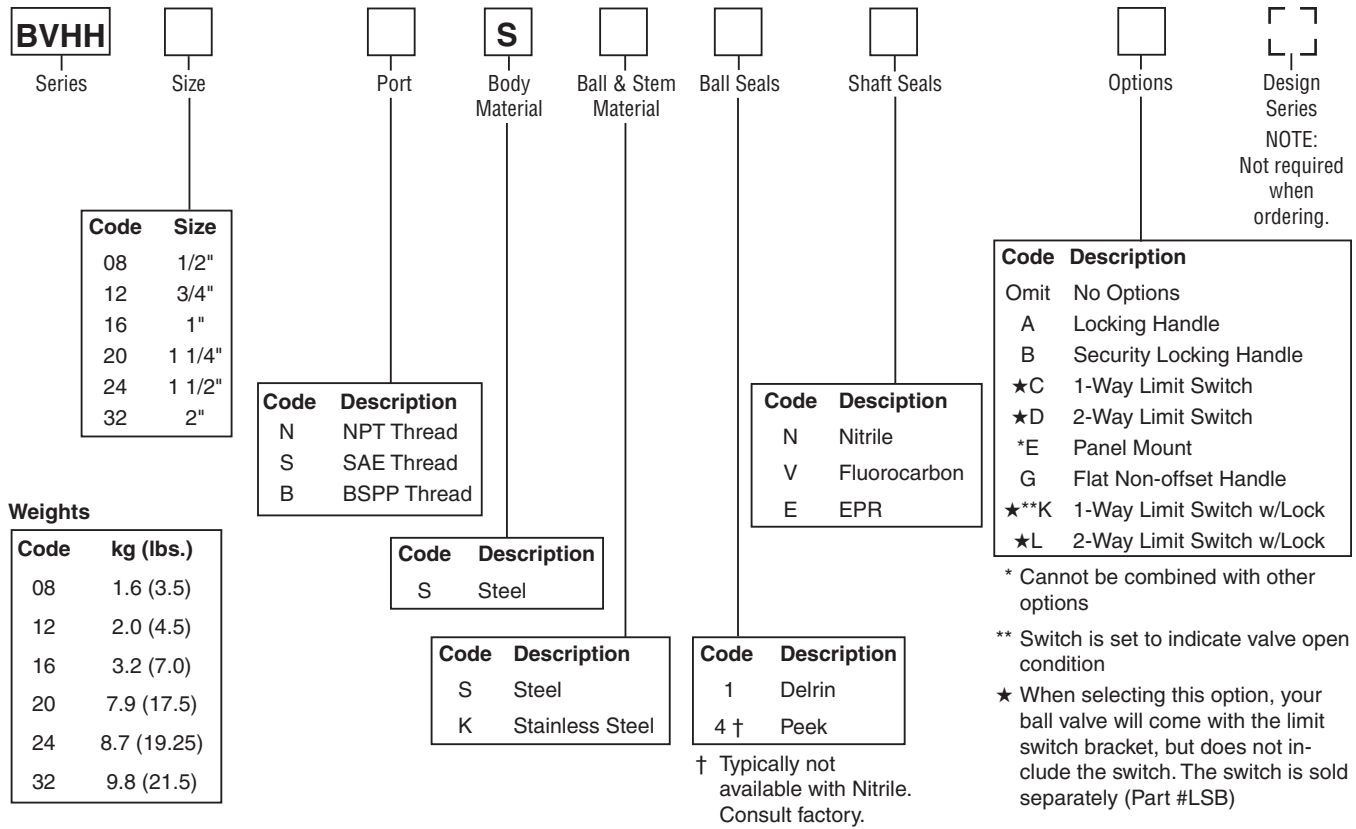 BVHH S
Series Size Port Body Material Ball & Stem Material Ball Seals Shaft Seals Options Design Series
NOTE:
Not required
when
ordering.
Code Size
08 1/2"
12 3/4"
16 1"
20 1 1/4"
24 1 1/2"
32 2"
Weights
Code kg (lbs.)
08 1.6 (3.5)
12 2.0 (4.5)
16 3.2 (7.0)
20 7.9 (17.5)
24 8.7 (19.25)
32 9.8 (21.5)
Code Description
N NPT Thread
S SAE Thread
B BSPP Thread
Code Description
S Steel
Code Description
S Steel
K Stainless Steel
Code Description
1 Delrin
4 † Peek
† Typically not
available with Nitrile.
Consult factory.
Code Desciption
N Nitrile
V Fluorocarbon
E EPR
Code Description
Omit No Options
A Locking Handle
B Security Locking Handle
★C 1-Way Limit Switch
★D 2-Way Limit Switch
*E Panel Mount
G Flat Non-offset Handle
★**K 1-Way Limit Switch w/Lock
★L 2-Way Limit Switch w/Lock
* Cannot be combined with other
options
** Switch is set to indicate valve open
condition
★ When selecting this option, your
ball valve will come with the limit
switch bracket, but does not in-
clude the switch. The switch is sold
separately (Part #LSB)